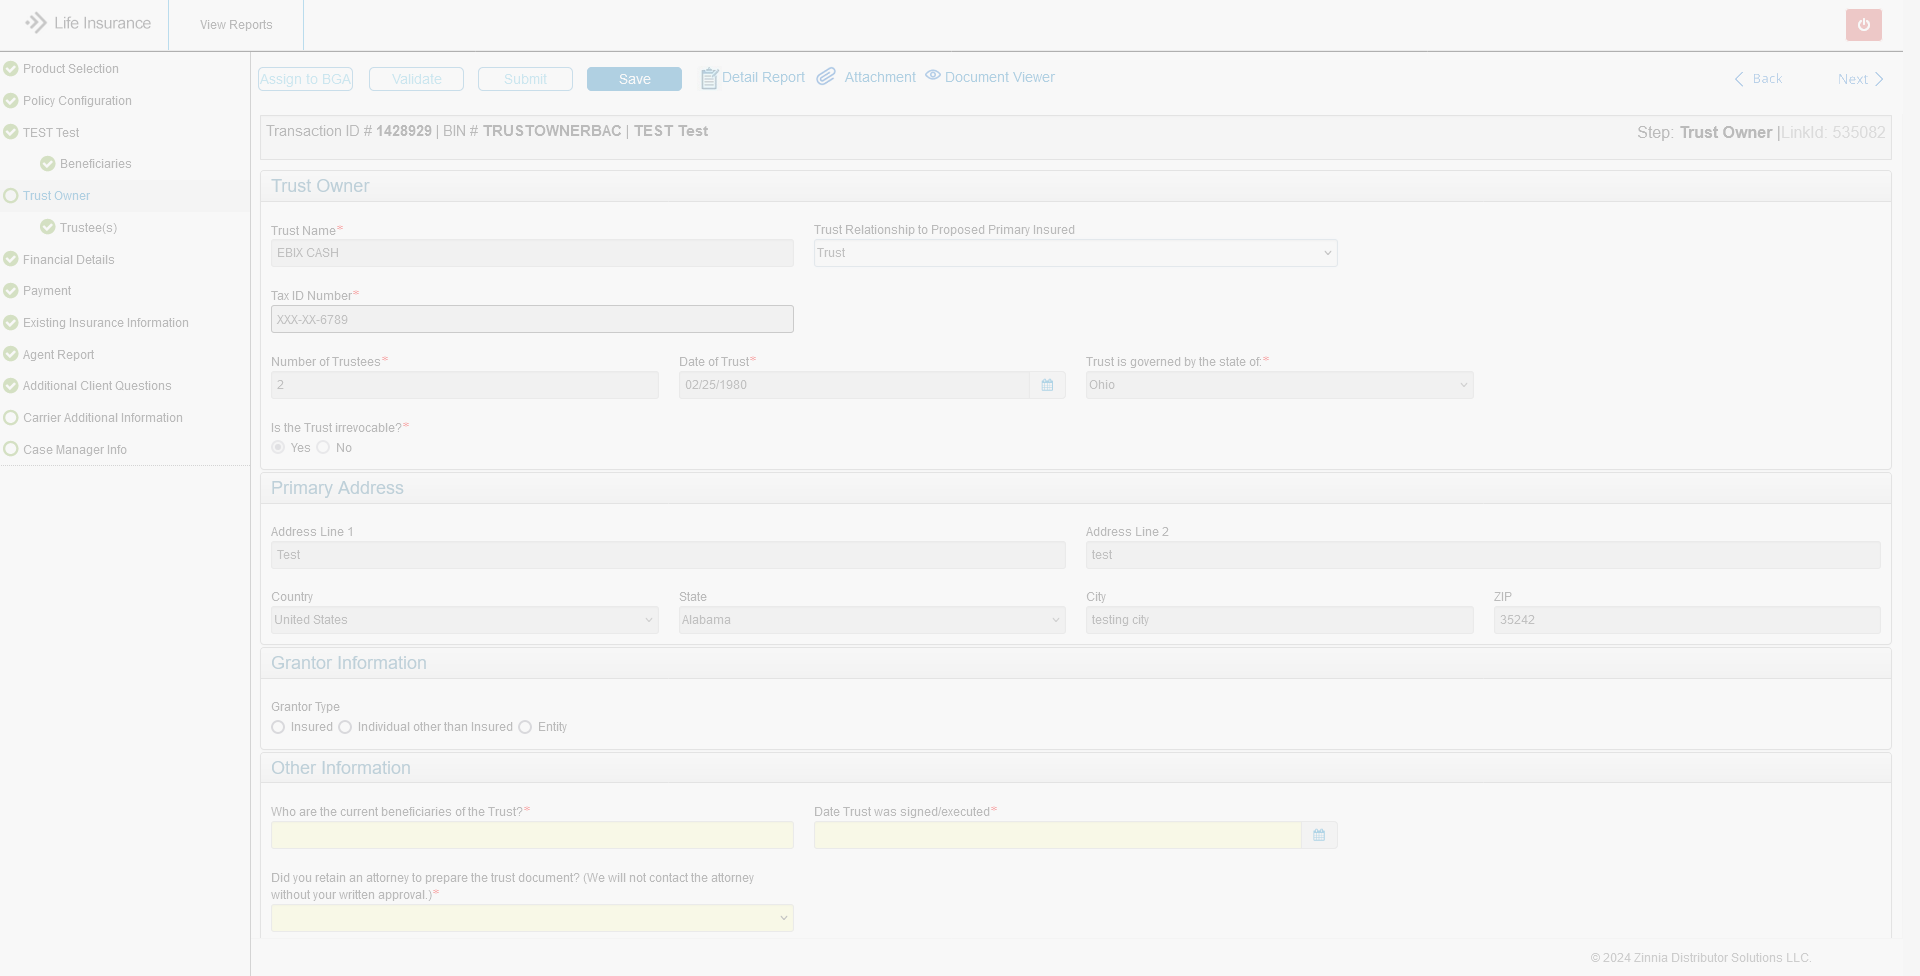 Life Insurance
View Reports
Product Selection
Policy Configuration
TEST Test
Beneficiaries
Trust Owner
Trustee(s)
Financial Details
Payment
Existing Insurance Information
Agent Report
Additional Client Questions
Carrier Additional Information
Case Manager Info
Assign to BGA Validate Submit Save Detail Report Attachment Document Viewer Back Next
Transaction ID # 1428929 | BIN # TRUSTOWNERBAC | TEST Test Step: Trust Owner |LinkId: 535082
Trust Owner
Trust Name* Trust Relationship to Proposed Primary Insured
EBIX CASH Trust
Tax ID Number*
XXX-XX-6789
Number of Trustees* Date of Trust* Trust is governed by the state of:*
2 02/25/1980 Ohio
Is the Trust irrevocable?*
Yes No
Primary Address
Address Line 1 Address Line 2
Test test
Country State City ZIP
United States Alabama testing city 35242
Grantor Information
Grantor Type
Insured Individual other than Insured Entity
Other Information
Who are the current beneficiaries of the Trust?* Date Trust was signed/executed*
Did you retain an attorney to prepare the trust document? (We will not contact the attorney
without your written approval.)*
© 2024 Zinnia Distributor Solutions LLC.